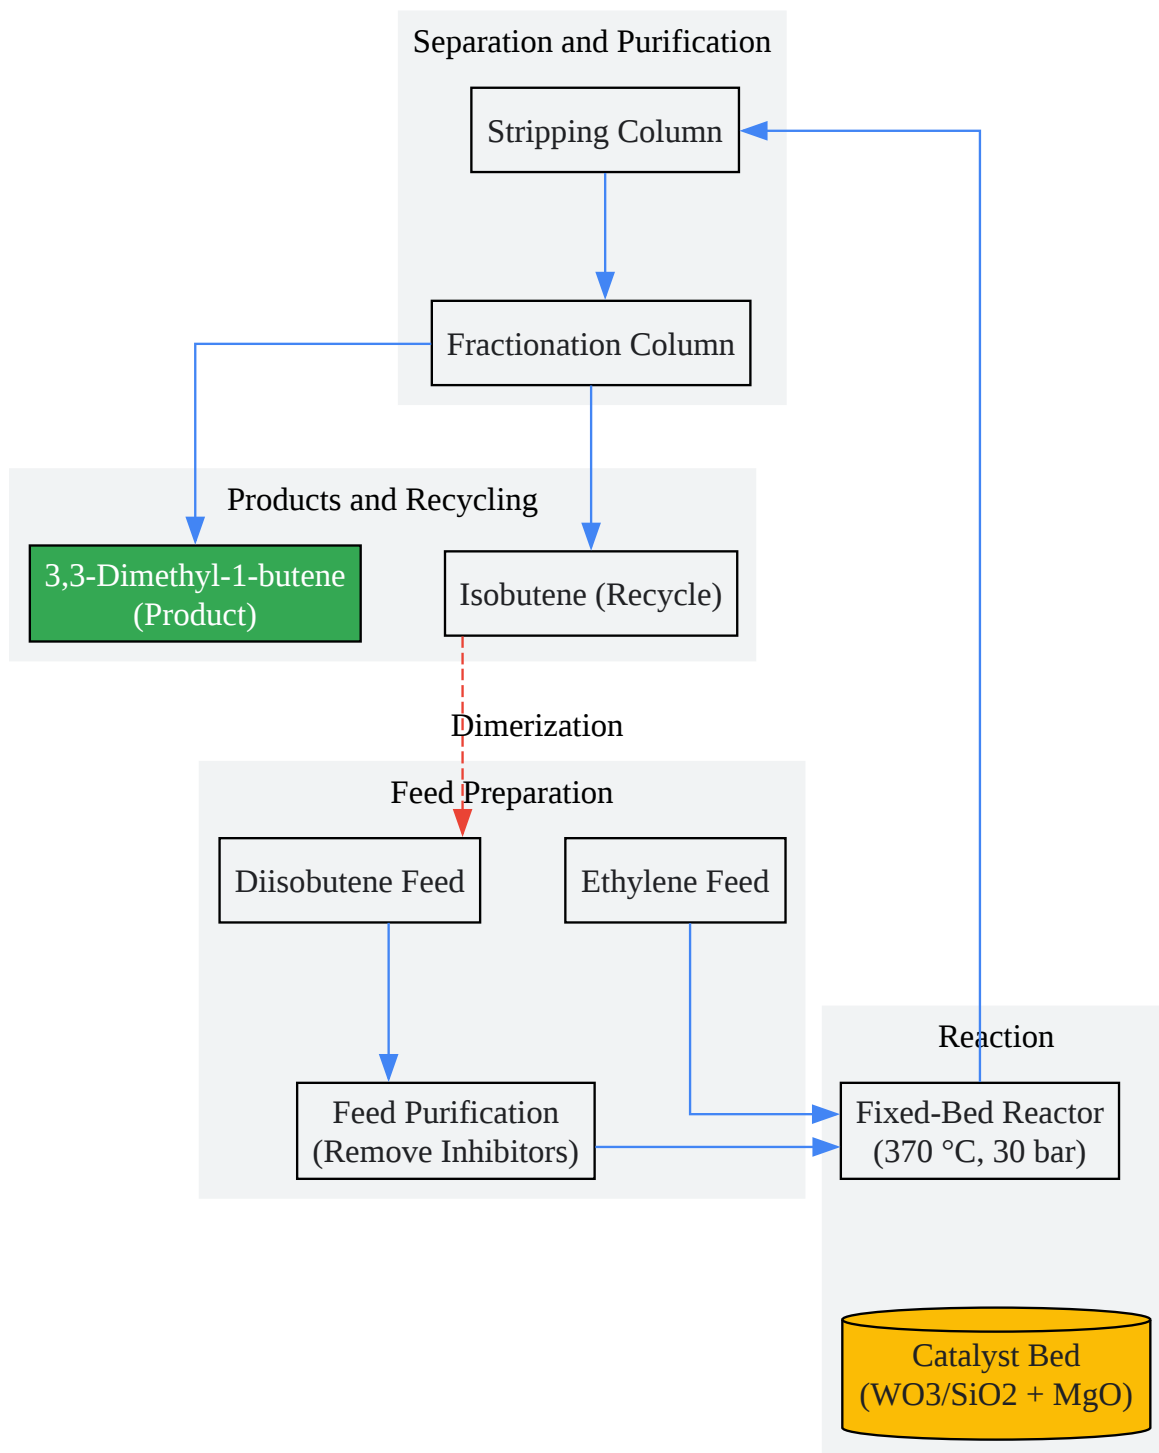 Separation and Purification
Stripping Column
Fractionation Column
Products and Recycling
3,3-Dimethyl-1-butene
(Product)
Isobutene (Recycle)
Dimerization
Feed Preparation
Diisobutene Feed
Ethylene Feed
Feed Purification
(Remove Inhibitors)
Reaction
Fixed-Bed Reactor
(370 °C, 30 bar)
Catalyst Bed
(WO3/SiO2 + MgO)